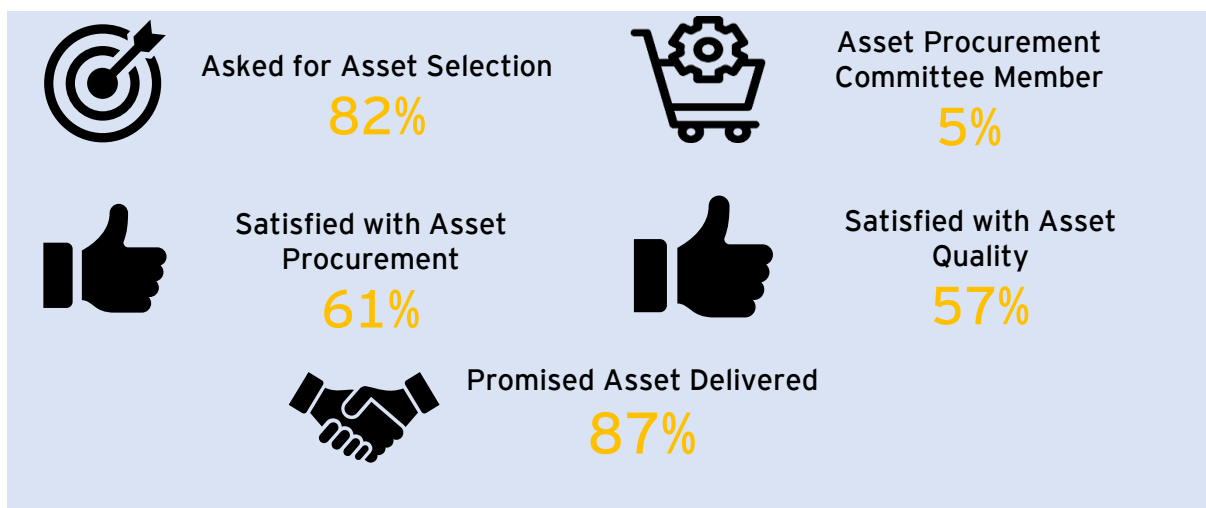 Asked for Asset Selection
82%
Asset Procurement
Committee Member
5%
Satisfied with Asset
Procurement
61%
Satisfied with Asset
Quality
57%
Promised Asset Delivered
87%